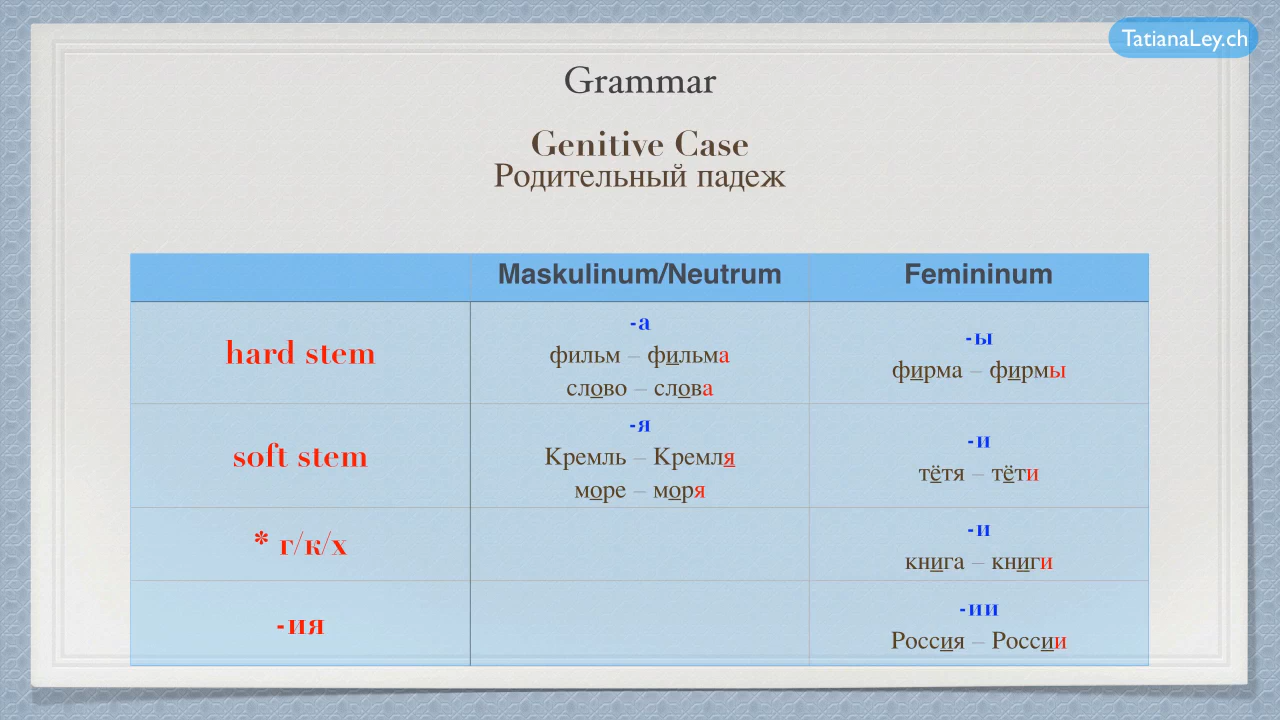 TatianaLey.ch
Grammar
Genitive Case
Родительный падеж
Maskulinum/Neutrum
Femininum
hard stem
-а
фильм – фильма
слово – слова
-ы
фирма – фирмы
soft stem
-я
Кремль – Кремля
море – моря
-и
тётя – тёти
* г/к/х
-и
книга – книги
-ия
-ии
Россия – России